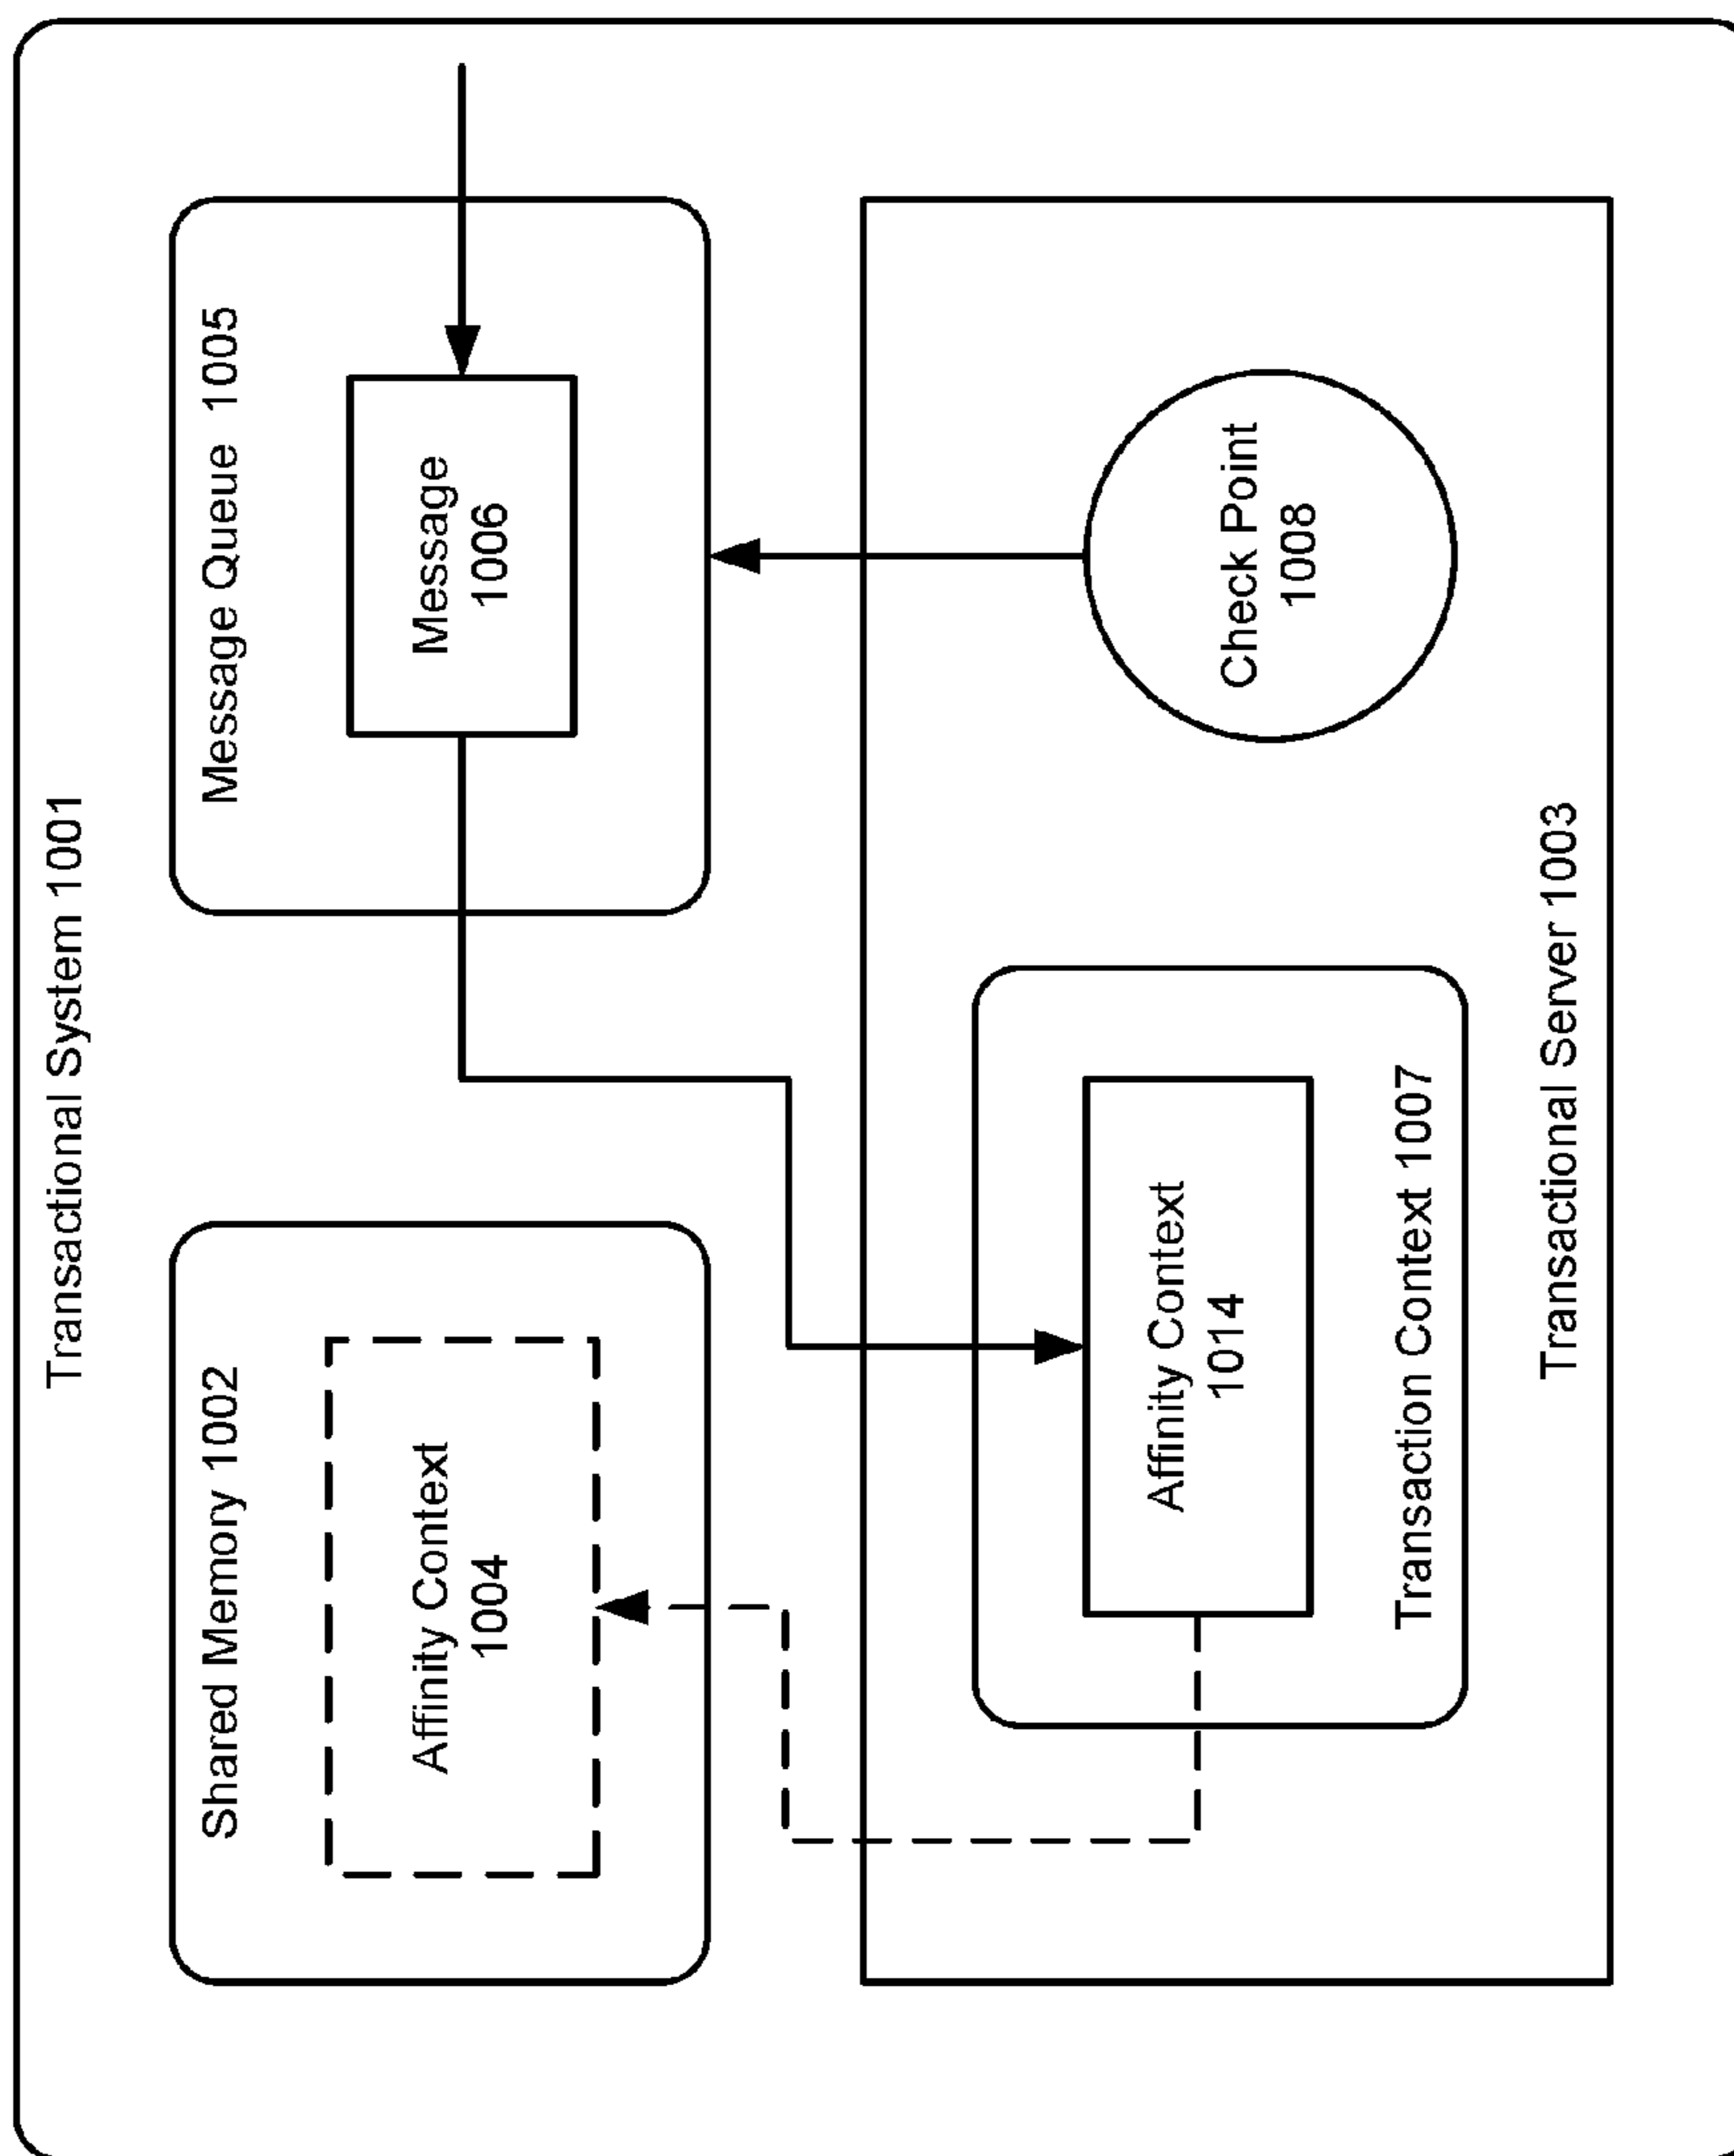 Transactional System 1001
Shared Memory 1002
Affinity Context
1004
Message Queue 1005
Message
1006
Affinity Context
1014
Transaction Context 1007
Check Point
1008
Transactional Server 1003